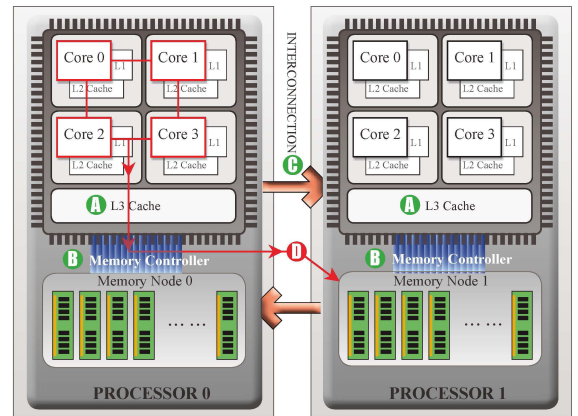 Core 0
L1
L2 Cache
Core 1
L1
L2 Cache
Core 2
L1
L2 Cache
Core 3
L1
L2 Cache
A L3 Cache
B Memory Controller
Memory Node 0
... ...
PROCESSOR 0
INTERCONNECTION
C
D
Core 0
L1
L2 Cache
Core 1
L1
L2 Cache
Core 2
L1
L2 Cache
Core 3
L1
L2 Cache
A L3 Cache
B Memory Controller
Memory Node 1
... ...
PROCESSOR 1